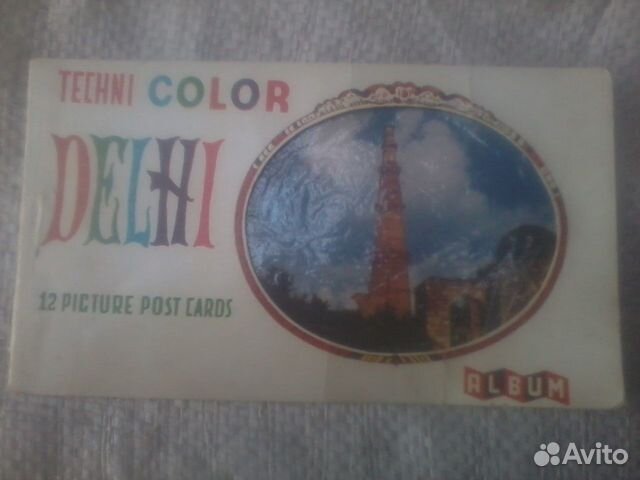 TECHNI COLOR
DELHI
12 PICTURE POST CARDS
ALBUM
Avito